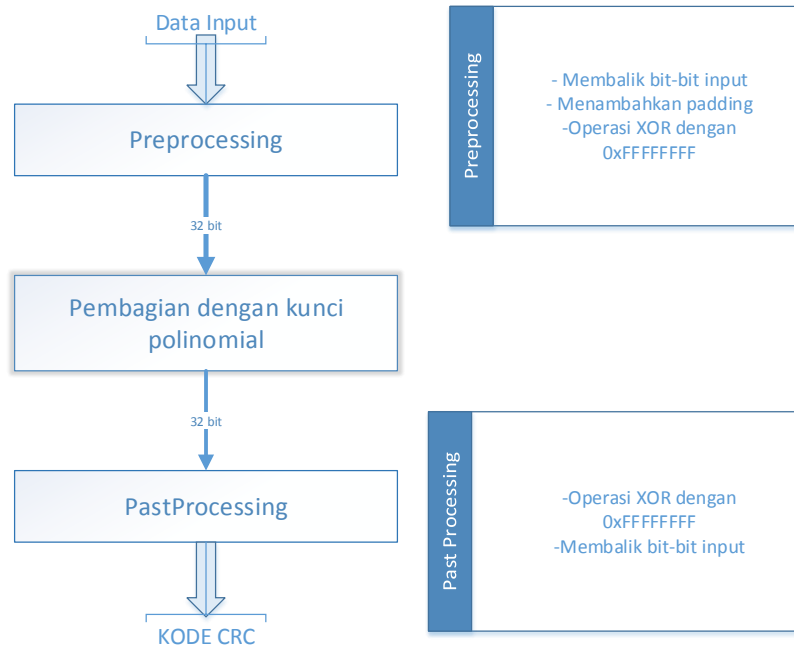 Data Input
Preprocessing
32 bit
Pembagian dengan kunci
polinomial
32 bit
PastProcessing
KODE CRC
Preprocessing
- Membalik bit-bit input
- Menambahkan padding
-Operasi XOR dengan
0xFFFFFFFF
Past Processing
-Operasi XOR dengan
0xFFFFFFFF
-Membalik bit-bit input